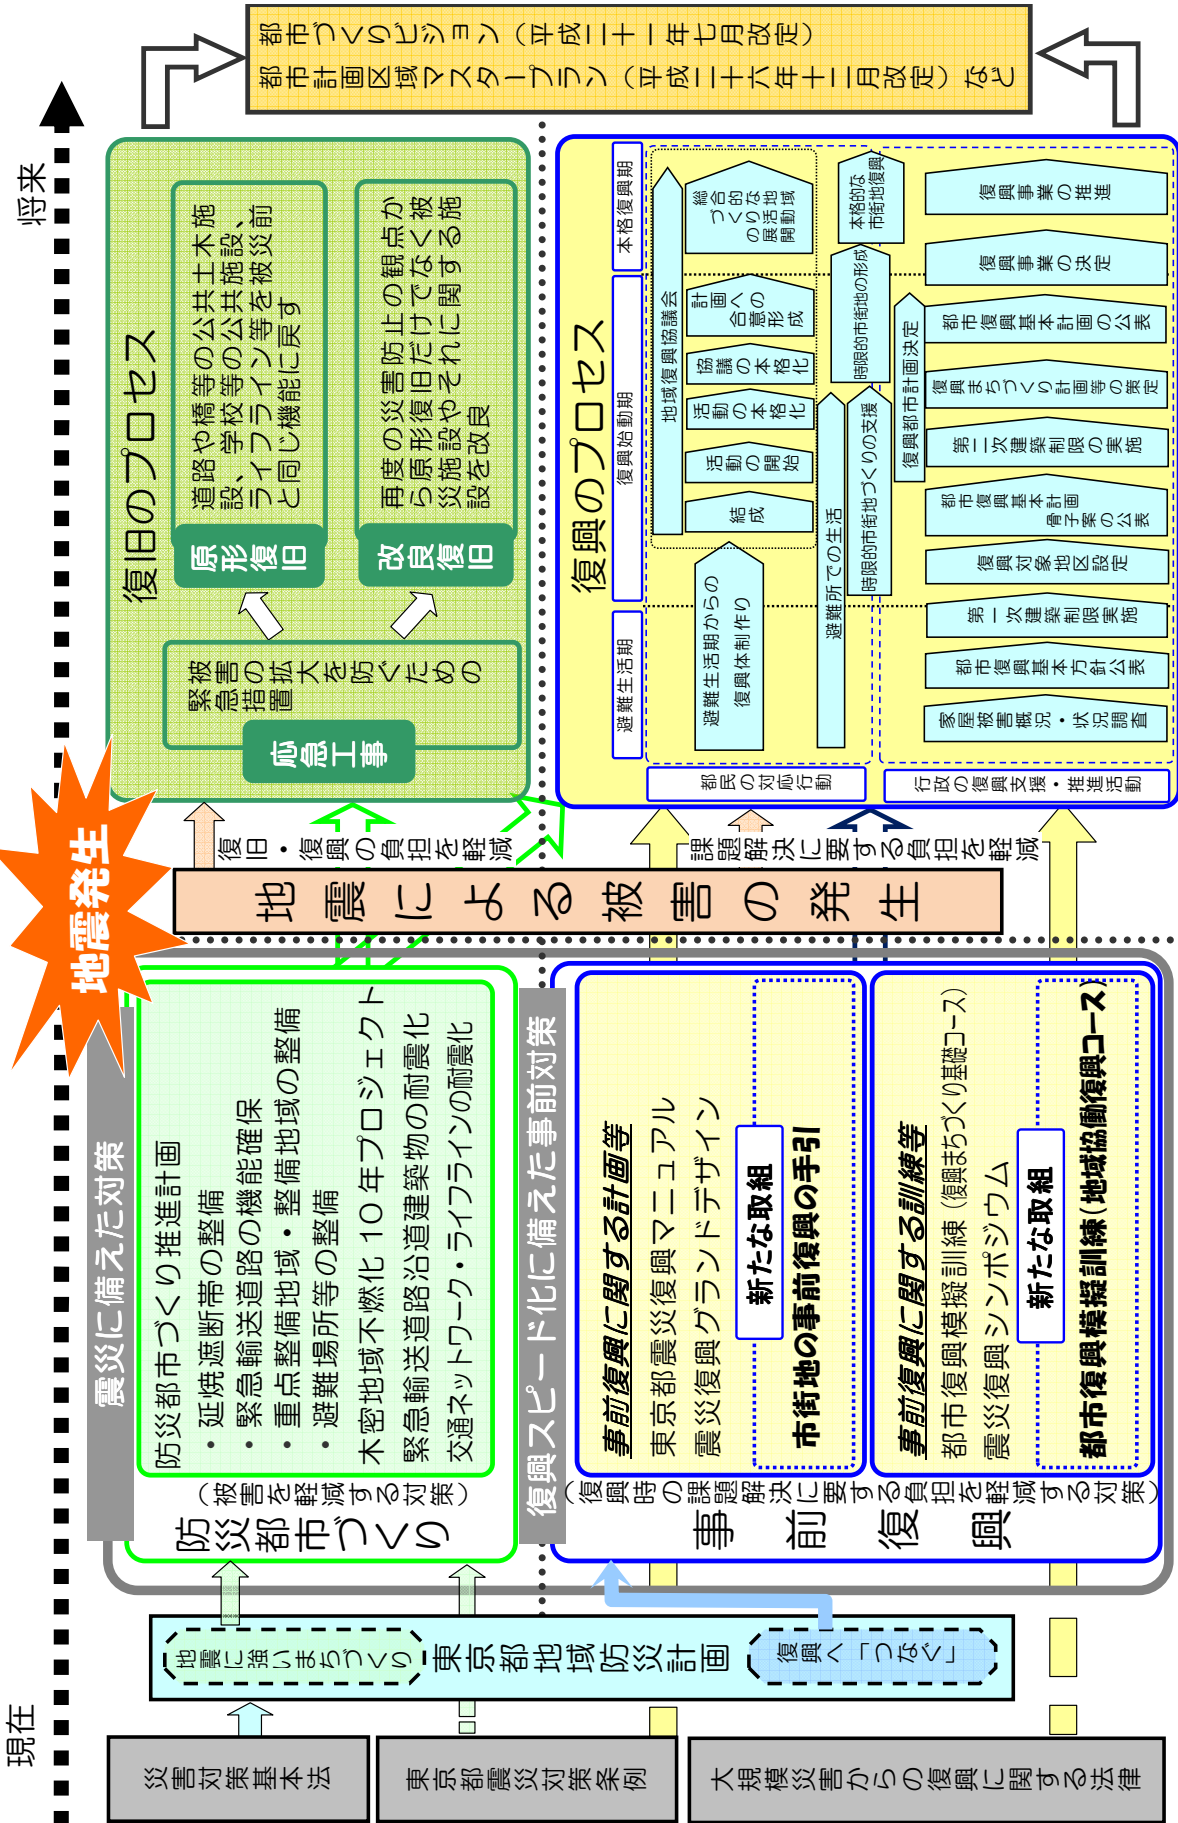 現在
将来
地震発生
災害対策基本法
東京都震災対策条例
大規模災害からの復興に関する法律
地震に強いまちづくり
東京都地域防災計画
復興へ「つなぐ」
震災に備えた対策
防災都市づくり
（被害を軽減する対策）
防災都市づくり推進計画
・延焼遮断帯の整備
・緊急輸送道路の機能確保
・重点整備地域・整備地域の整備
・避難場所等の整備
木密地域不燃化１０年プロジェクト
緊急輸送道路沿道建築物の耐震化
交通ネットワーク・ライフラインの耐震化
復興スピード化に備えた事前対策
事前復興
（復興時の課題解決に要する負担を軽減する対策）
事前復興に関する計画等
東京都震災復興マニュアル
震災復興グランドデザイン
新たな取組
市街地の事前復興の手引
事前復興に関する訓練等
都市復興模擬訓練（復興まちづくり基礎コース）
震災復興シンポジウム
新たな取組
都市復興模擬訓練(地域協働復興コース)
地震による被害の発生
復旧・復興の負担を軽減
課題解決に要する負担を軽減
復旧のプロセス
応急工事
被害の拡大を防ぐための
緊急措置
原形復旧
道路や橋等の公共土木施
設、学校等の公共施設、
ライフライン等を被災前
と同じ機能に戻す
改良復旧
再度の災害防止の観点か
ら原形復旧だけでなく被
災施設やそれに関する施
設を改良
復興のプロセス
避難生活期
復興始動期
本格復興期
都民の対応行動
避難生活期からの
復興体制作り
地域復興協議会
結成
活動の開始
活動の本格化
協議の本格化
計画への
合意形成
総合的な地域
づくりの活動
の展開
避難所での生活
時限的市街地づくりの支援
時限的市街地の形成
本格的な
市街地復興
行政の復興支援・推進活動
復興都市計画決定
家屋被害概況・状況調査
都市復興基本方針公表
第一次建築制限実施
復興対象地区設定
都市復興基本計画
骨子案の公表
第二次建築制限の実施
復興まちづくり計画等の策定
都市復興基本計画の公表
復興事業の決定
復興事業の推進
都市づくりビジョン（平成二十一年七月改定）
都市計画区域マスタープラン（平成二十六年十二月改定）など